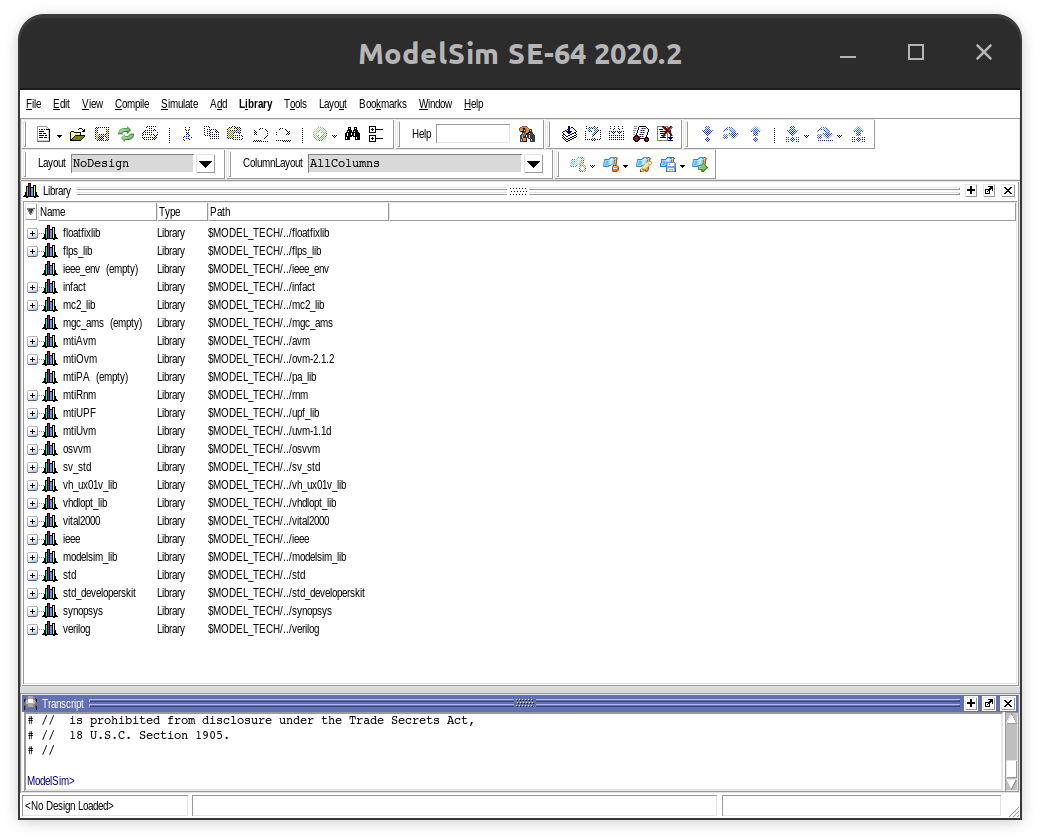 ModelSim SE-64 2020.2
File Edit View Compile Simulate Add Library Tools Layout Bookmarks Window Help
Help
Layout NoDesign ColumnLayout AllColumns
Library
Name Type Path
floatfixlib Library $MODEL_TECH/../floatfixlib
flps_lib Library $MODEL_TECH/../flps_lib
ieee_env (empty) Library $MODEL_TECH/../ieee_env
infact Library $MODEL_TECH/../infact
mc2_lib Library $MODEL_TECH/../mc2_lib
mgc_ams (empty) Library $MODEL_TECH/../mgc_ams
mtiAvm Library $MODEL_TECH/../avm
mtiOvm Library $MODEL_TECH/../ovm-2.1.2
mtiPA (empty) Library $MODEL_TECH/../pa_lib
mtiRnm Library $MODEL_TECH/../rnm
mtiUPF Library $MODEL_TECH/../upf_lib
mtiUvm Library $MODEL_TECH/../uvm-1.1d
osvvm Library $MODEL_TECH/../osvvm
sv_std Library $MODEL_TECH/../sv_std
vh_ux01v_lib Library $MODEL_TECH/../vh_ux01v_lib
vhdlopt_lib Library $MODEL_TECH/../vhdlopt_lib
vital2000 Library $MODEL_TECH/../vital2000
ieee Library $MODEL_TECH/../ieee
modelsim_lib Library $MODEL_TECH/../modelsim_lib
std Library $MODEL_TECH/../std
std_developerskit Library $MODEL_TECH/../std_developerskit
synopsys Library $MODEL_TECH/../synopsys
verilog Library $MODEL_TECH/../verilog
Transcript
# // is prohibited from disclosure under the Trade Secrets Act,
# // 18 U.S.C. Section 1905.
# //
ModelSim>
<No Design Loaded>